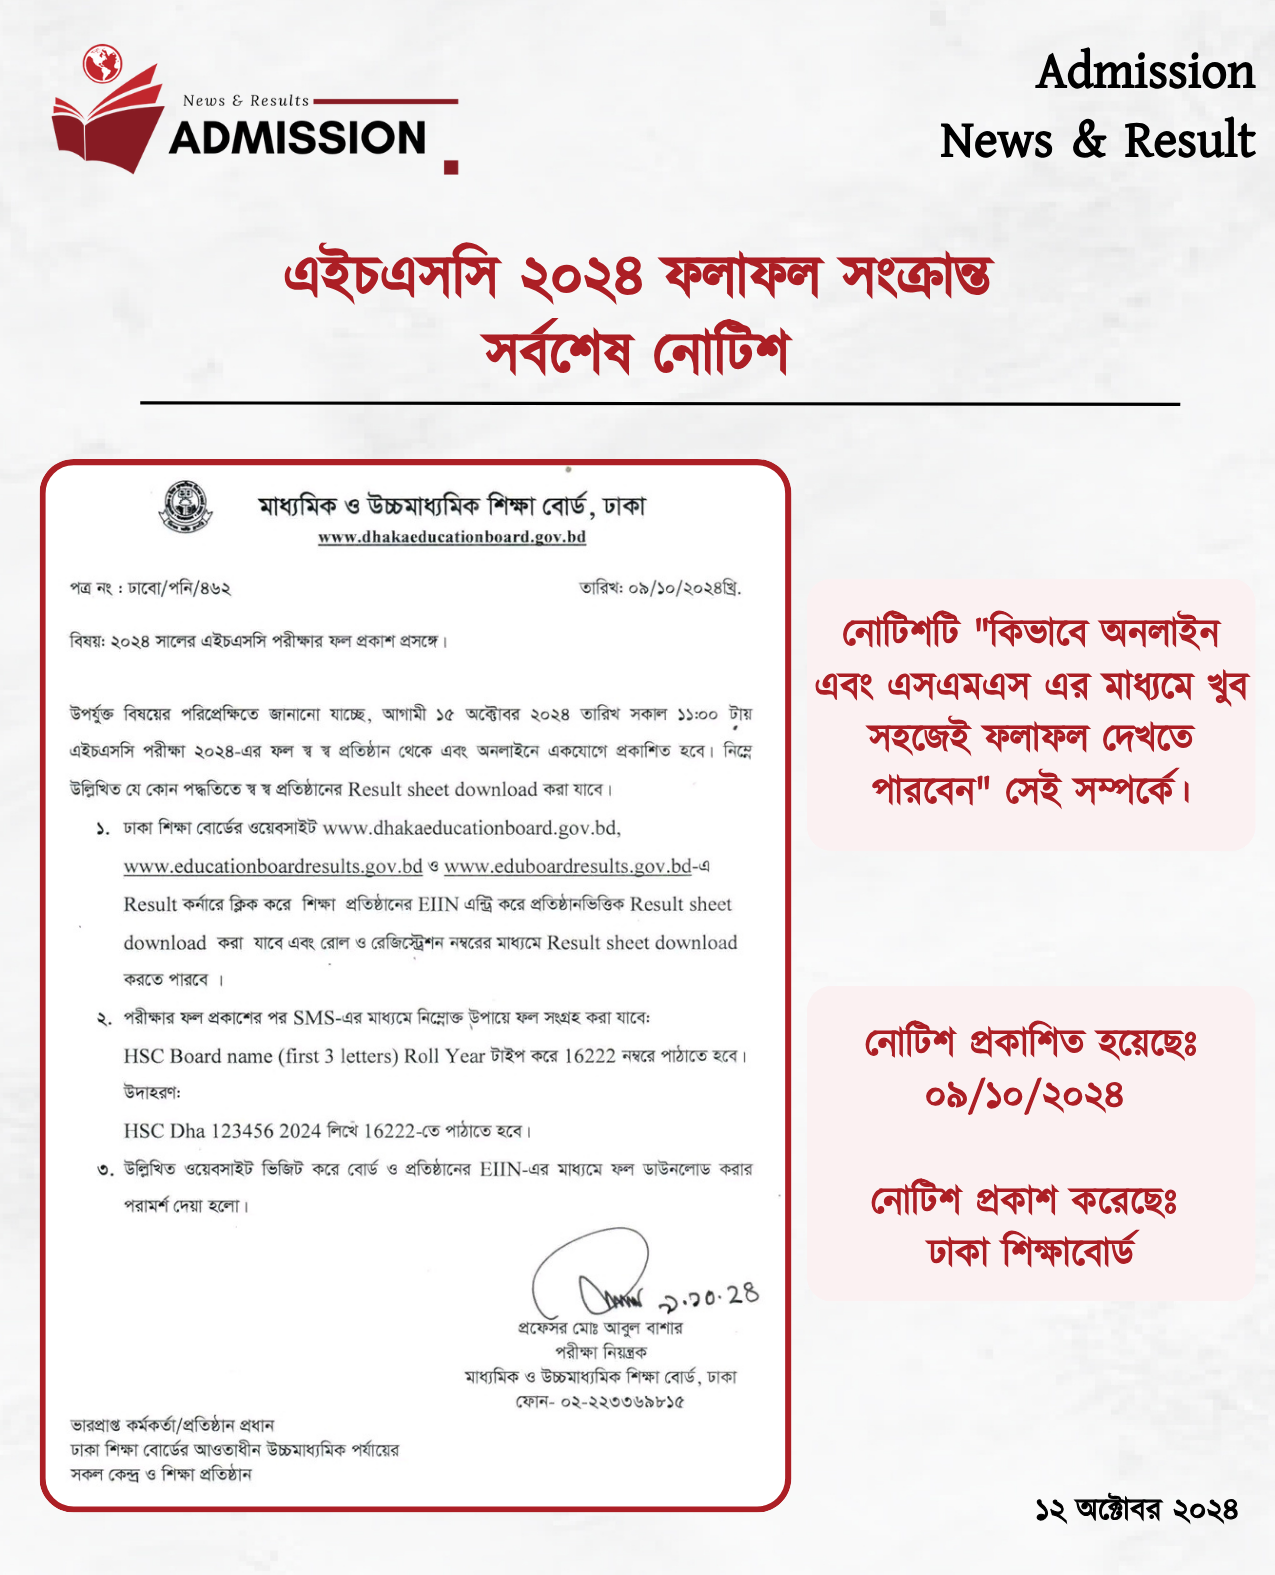 News & Results
ADMISSION
Admission
News & Result
এইচএসসি ২০২৪ ফলাফল সংক্রান্ত
সর্বশেষ নোটিশ
মাধ্যমিক ও উচ্চমাধ্যমিক শিক্ষা বোর্ড, ঢাকা
www.dhakaeducationboard.gov.bd
পত্র নং : ঢাবো/পনি/৪৬২
তারিখ: ০৯/১০/২০২৪খ্রি.
বিষয়: ২০২৪ সালের এইচএসসি পরীক্ষার ফল প্রকাশ প্রসঙ্গে।
উপর্যুক্ত বিষয়ের পরিপ্রেক্ষিতে জানানো যাচ্ছে, আগামী ১৫ অক্টোবর ২০২৪ তারিখ সকাল ১১:০০ টায়
এইচএসসি পরীক্ষা ২০২৪-এর ফল স্ব স্ব প্রতিষ্ঠান থেকে এবং অনলাইনে একযোগে প্রকাশিত হবে। নিম্নে
উল্লিখিত যে কোন পদ্ধতিতে স্ব স্ব প্রতিষ্ঠানের Result sheet download করা যাবে।
১. ঢাকা শিক্ষা বোর্ডের ওয়েবসাইট www.dhakaeducationboard.gov.bd,
www.educationboardresults.gov.bd ও www.eduboardresults.gov.bd-এ
Result কর্নারে ক্লিক করে শিক্ষা প্রতিষ্ঠানের EIIN এন্ট্রি করে প্রতিষ্ঠানভিত্তিক Result sheet
download করা যাবে এবং রোল ও রেজিস্ট্রেশন নম্বরের মাধ্যমে Result sheet download
করতে পারবে ।
২. পরীক্ষার ফল প্রকাশের পর SMS-এর মাধ্যমে নিম্নোক্ত উপায়ে ফল সংগ্রহ করা যাবে:
HSC Board name (first 3 letters) Roll Year টাইপ করে 16222 নম্বরে পাঠাতে হবে।
উদাহরণ:
HSC Dha 123456 2024 লিখে 16222-তে পাঠাতে হবে।
৩. উল্লিখিত ওয়েবসাইট ভিজিট করে বোর্ড ও প্রতিষ্ঠানের EIIN-এর মাধ্যমে ফল ডাউনলোড করার
পরামর্শ দেয়া হলো।
৯.১০.২৪
প্রফেসর মোঃ আবুল বাশার
পরীক্ষা নিয়ন্ত্রক
মাধ্যমিক ও উচ্চমাধ্যমিক শিক্ষা বোর্ড, ঢাকা
ফোন- ০২-২২৩৩৬৯৮১৫
ভারপ্রাপ্ত কর্মকর্তা/প্রতিষ্ঠান প্রধান
ঢাকা শিক্ষা বোর্ডের আওতাধীন উচ্চমাধ্যমিক পর্যায়ের
সকল কেন্দ্র ও শিক্ষা প্রতিষ্ঠান
নোটিশটি "কিভাবে অনলাইন
এবং এসএমএস এর মাধ্যমে খুব
সহজেই ফলাফল দেখতে
পারবেন" সেই সম্পর্কে।
নোটিশ প্রকাশিত হয়েছেঃ
০৯/১০/২০২৪
নোটিশ প্রকাশ করেছেঃ
ঢাকা শিক্ষাবোর্ড
১২ অক্টোবর ২০২৪